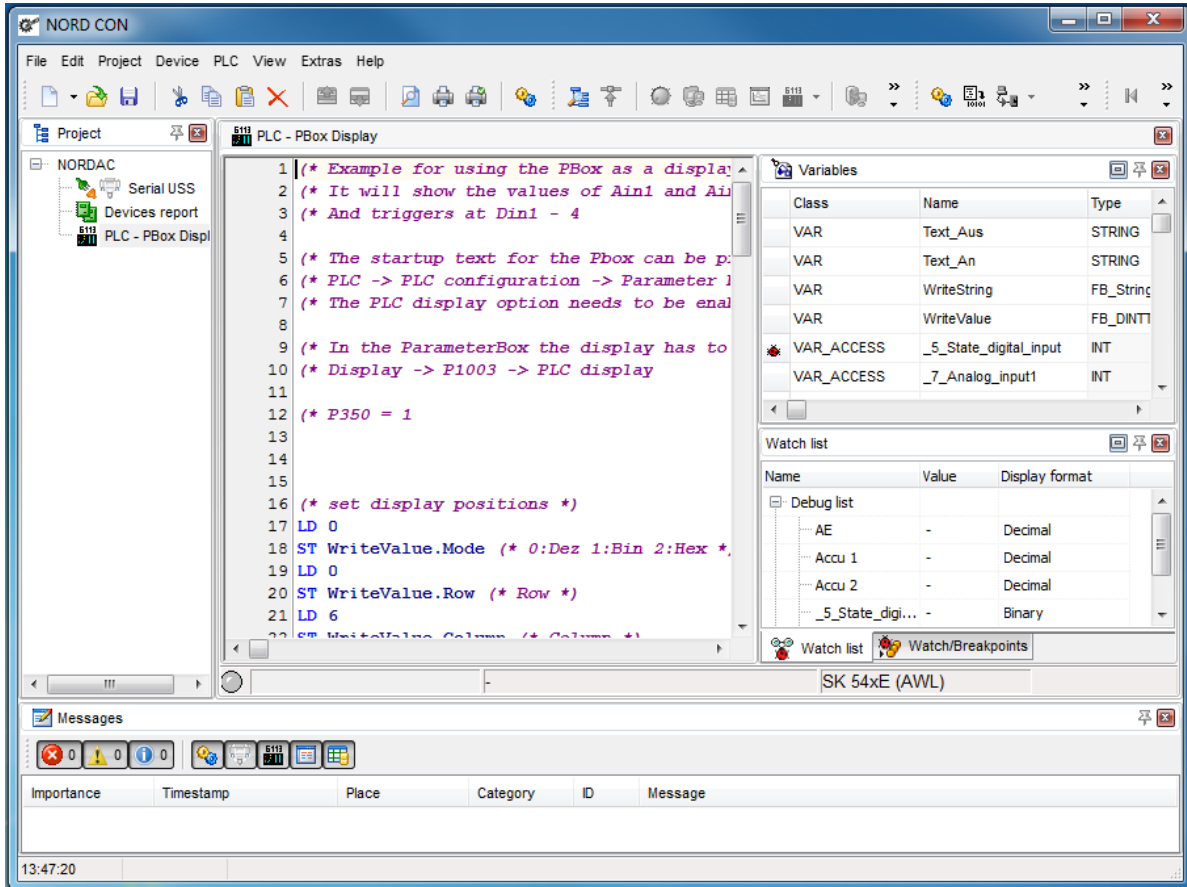 NORD CON
File Edit Project Device PLC View Extras Help
Project
NORDAC
Serial USS
Devices report
PLC - PBox Displ
PLC - PBox Display
1 (* Example for using the PBox as a display
2 (* It will show the values of Ain1 and Ain
3 (* And triggers at Din1 - 4
4
5 (* The startup text for the Pbox can be p
6 (* PLC -> PLC configuration -> Parameter
7 (* The PLC display option needs to be enal
8
9 (* In the ParameterBox the display has to
10 (* Display -> P1003 -> PLC display
11
12 (* P350 = 1
13
14
15
16 (* set display positions *)
17 LD 0
18 ST WriteValue.Mode (* 0:Dez 1:Bin 2:Hex *
19 LD 0
20 ST WriteValue.Row (* Row *)
21 LD 6
22 ST WriteValue.Column (* Column *)
Variables
Class Name Type
VAR Text_Aus STRING
VAR Text_An STRING
VAR WriteString FB_String
VAR WriteValue FB_DINTT
VAR_ACCESS _5_State_digital_input INT
VAR_ACCESS _7_Analog_input1 INT
Watch list
Name Value Display format
Debug list
AE - Decimal
Accu 1 - Decimal
Accu 2 - Decimal
_5_State_digi... - Binary
Watch list Watch/Breakpoints
- SK 54xE (AWL)
Messages
0 0 0
Importance Timestamp Place Category ID Message
13:47:20